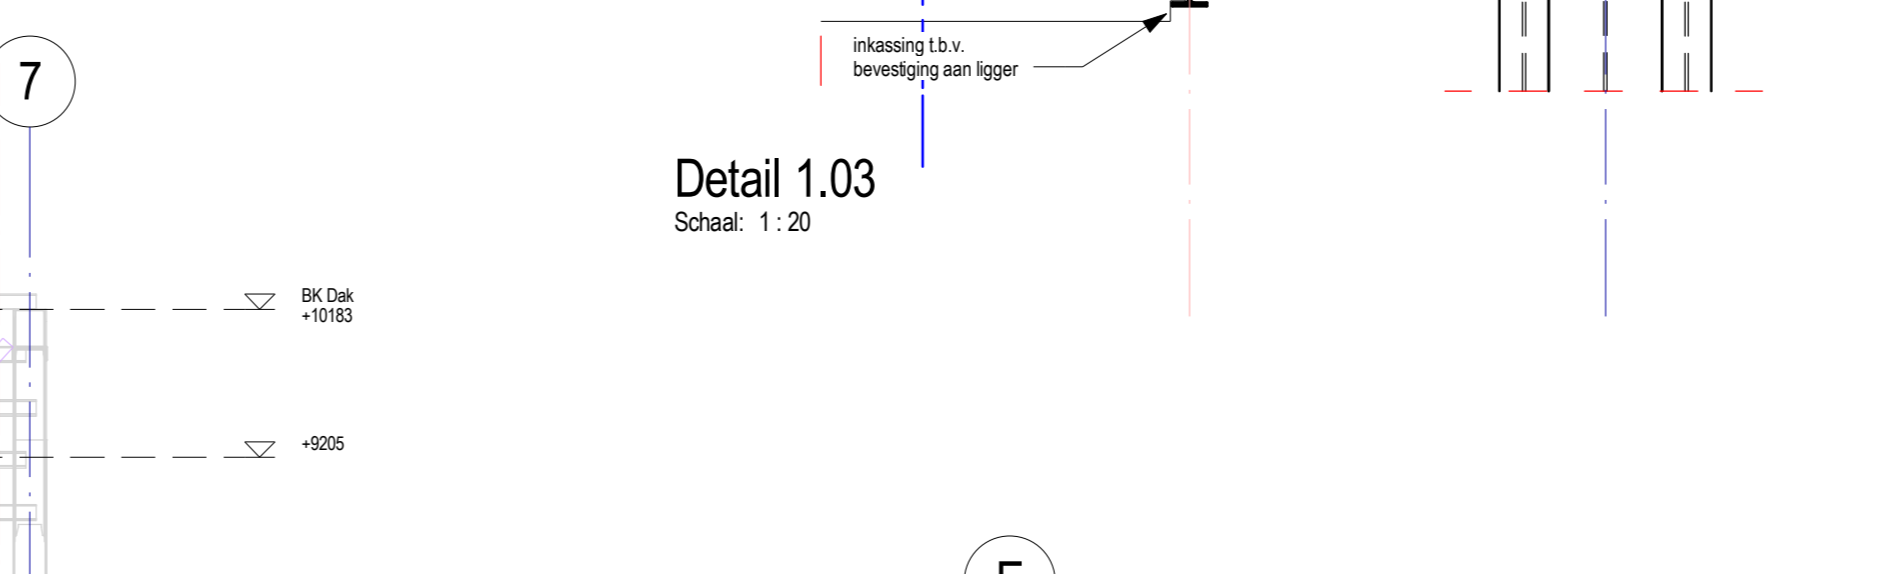 inkassing t.b.v.
bevestiging aan ligger
7
Detail 1.03
Schaal: 1 : 20
BK Dak
+10183
+9205